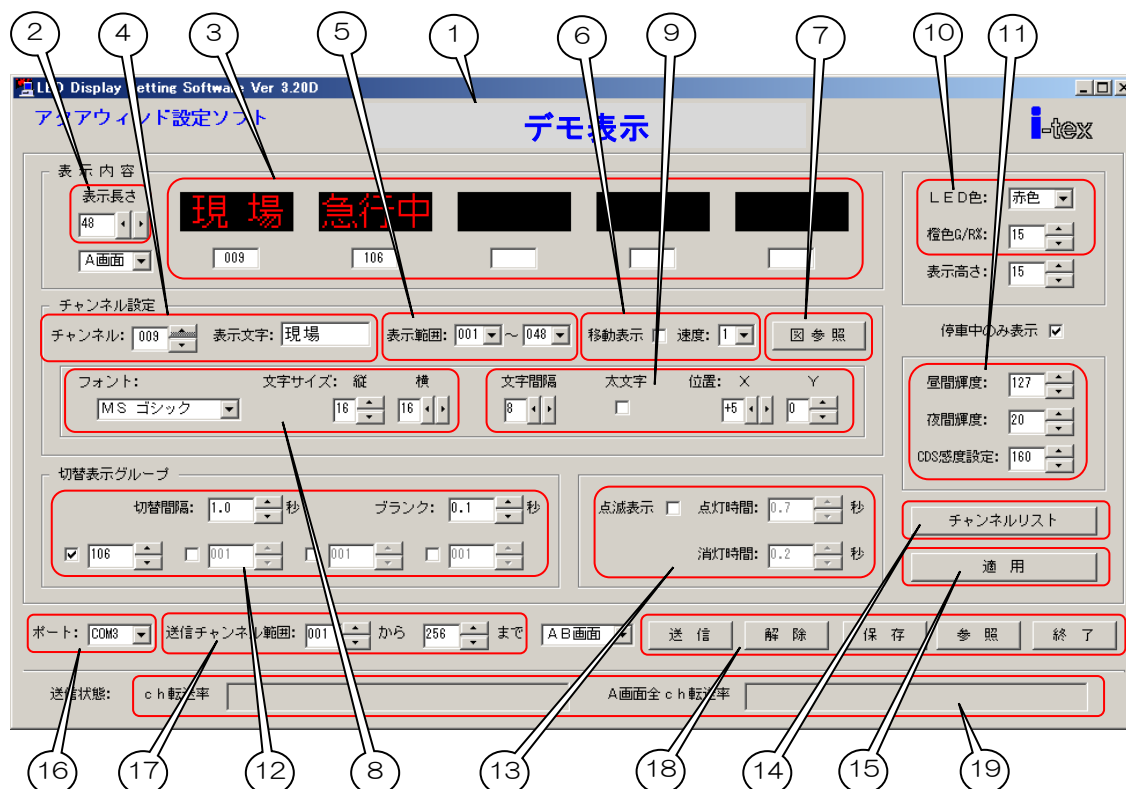 2 4 3 5 1 6 9 7 10 11
LED Display Setting Software Ver 3.20D
アクアウィンド設定ソフト デモ表示 i-tex
表示内容
表示長さ
48
現 場 急行中
A画面 009 106
LED色: 赤色
橙色G/R%: 15
表示高さ: 15
チャンネル設定
チャンネル: 009 表示文字: 現場 表示範囲: 001 ~ 048 移動表示 速度: 1 図 参 照
停車中のみ表示
フォント: 文字サイズ: 縦 横 文字間隔 太文字 位置: X Y
MS ゴシック 16 16 8 +5 0
昼間輝度: 127
夜間輝度: 20
CDS感度設定: 160
切替表示グループ
切替間隔: 1.0 秒 ブランク: 0.1 秒
106 001 001 001
点滅表示 点灯時間: 0.7 秒
消灯時間: 0.2 秒
チャンネルリスト
適 用
ポート: COM3 送信チャンネル範囲: 001 から 256 まで AB画面 送 信 解 除 保 存 参 照 終 了
送信状態: ch転送率 A画面全ch転送率
16 17 12 8 13 18 14 15 19